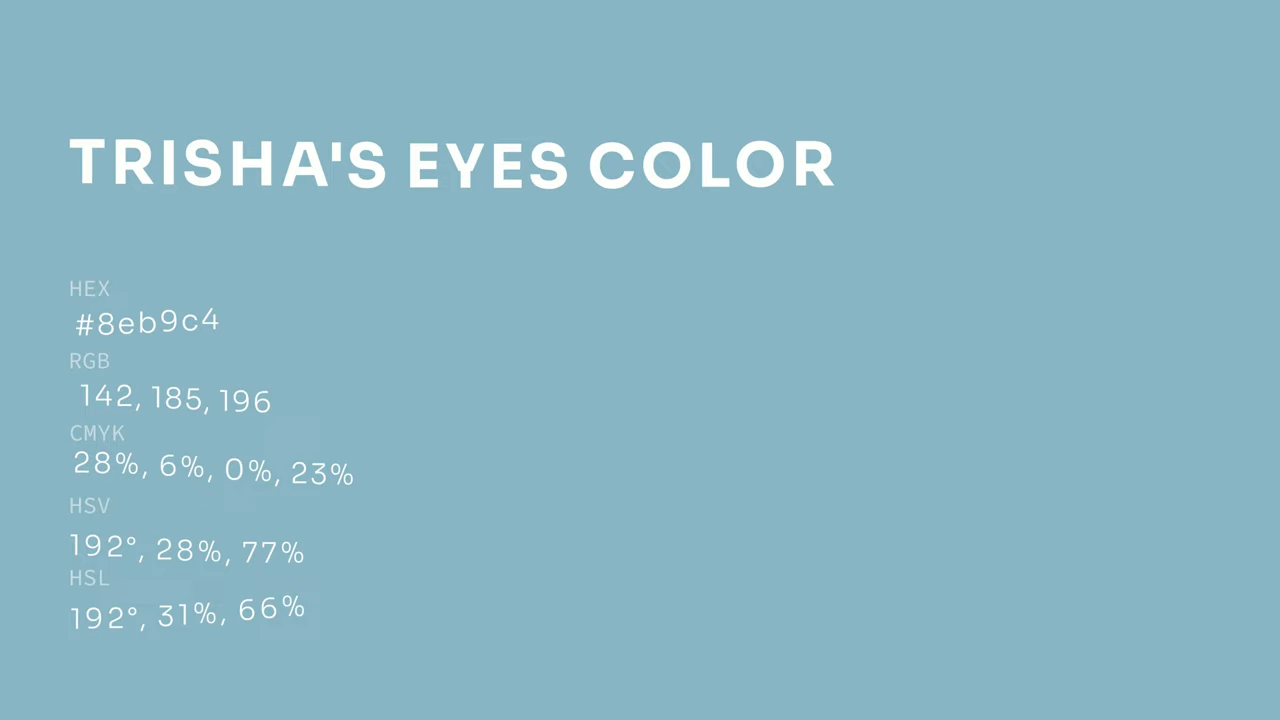 TRISHA'S EYES COLOR
HEX
#8eb9c4
RGB
142, 185, 196
CMYK
28%, 6%, 0%, 23%
HSV
192°, 28%, 77%
HSL
192°, 31%, 66%